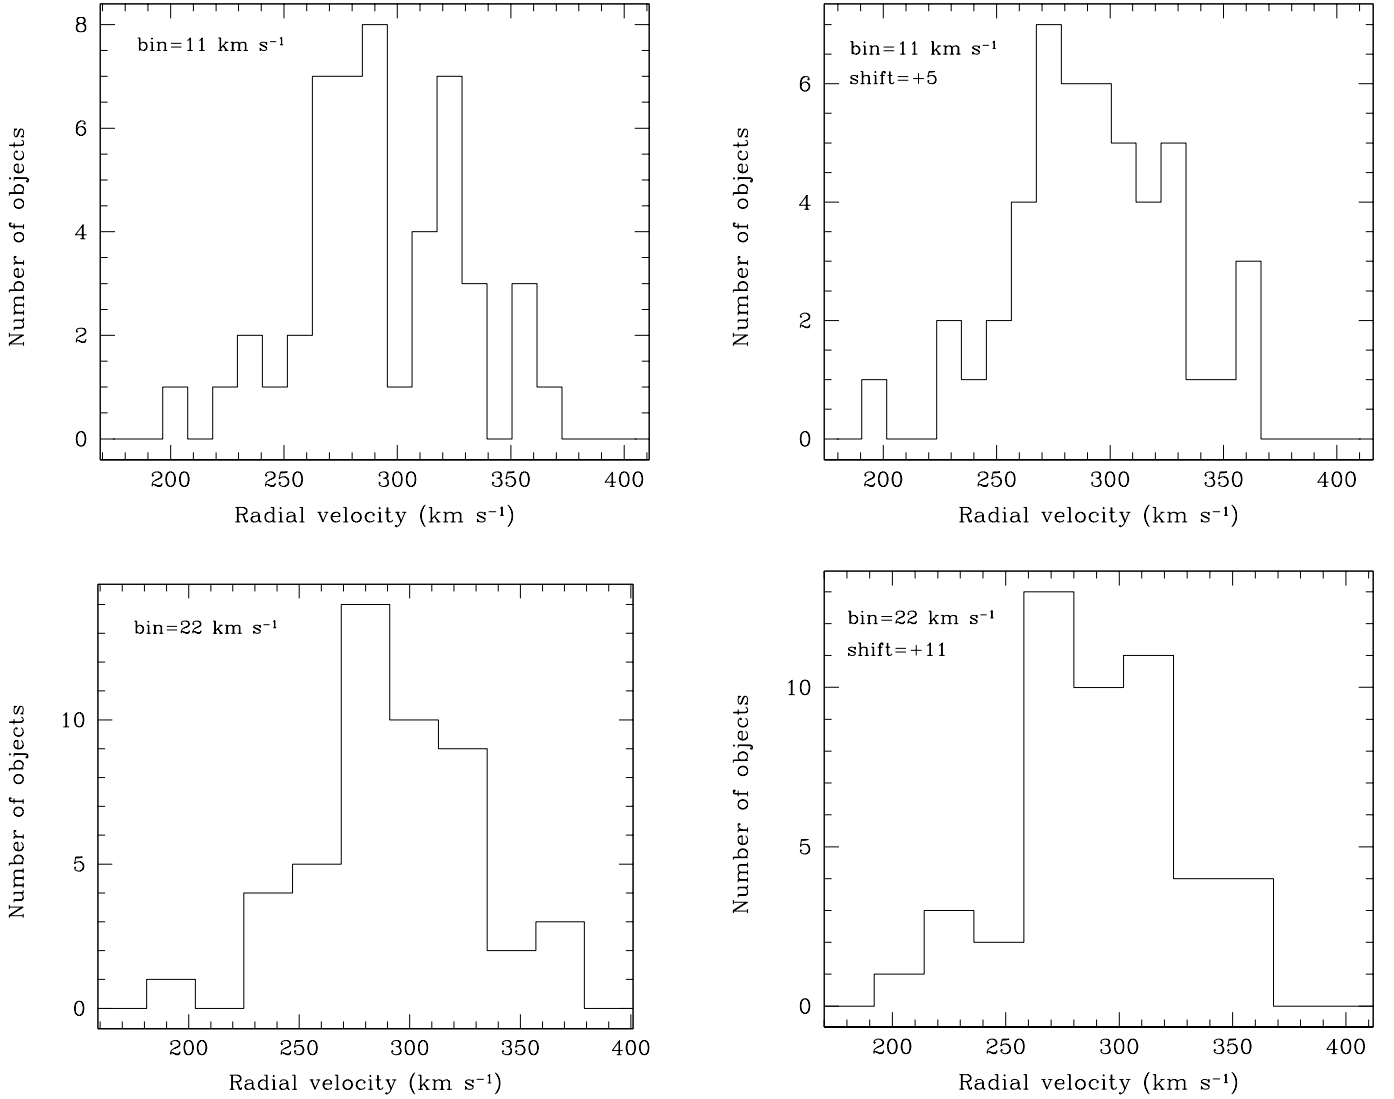 bin=11 km s⁻¹
Number of objects
8
6
4
2
0
200 250 300 350 400
Radial velocity (km s⁻¹)
bin=11 km s⁻¹
shift=+5
Number of objects
6
4
2
0
200 250 300 350 400
Radial velocity (km s⁻¹)
bin=22 km s⁻¹
Number of objects
10
5
0
200 250 300 350 400
Radial velocity (km s⁻¹)
bin=22 km s⁻¹
shift=+11
Number of objects
10
5
0
200 250 300 350 400
Radial velocity (km s⁻¹)